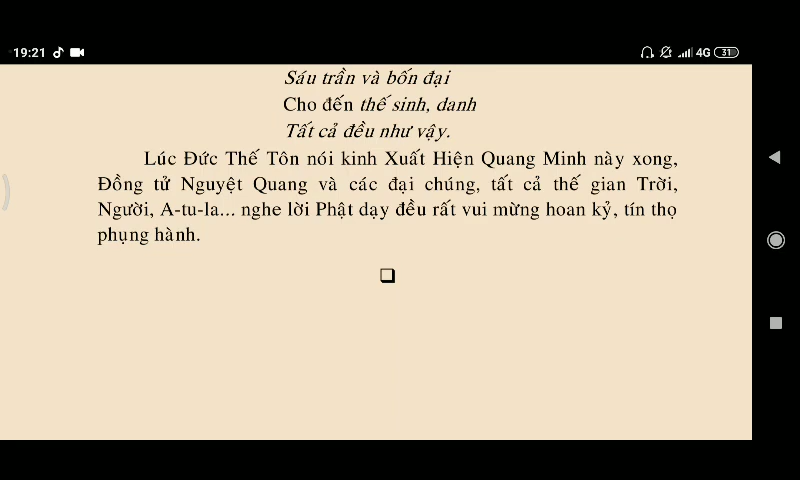 19:21
4G
31
Sáu trần và bốn đại
Cho đến thế sinh, danh
Tất cả đều như vậy.
Lúc Đức Thế Tôn nói kinh Xuất Hiện Quang Minh này xong,
Đồng tử Nguyệt Quang và các đại chúng, tất cả thế gian Trời,
Người, A-tu-la... nghe lời Phật dạy đều rất vui mừng hoan kỷ, tín thọ
phụng hành.